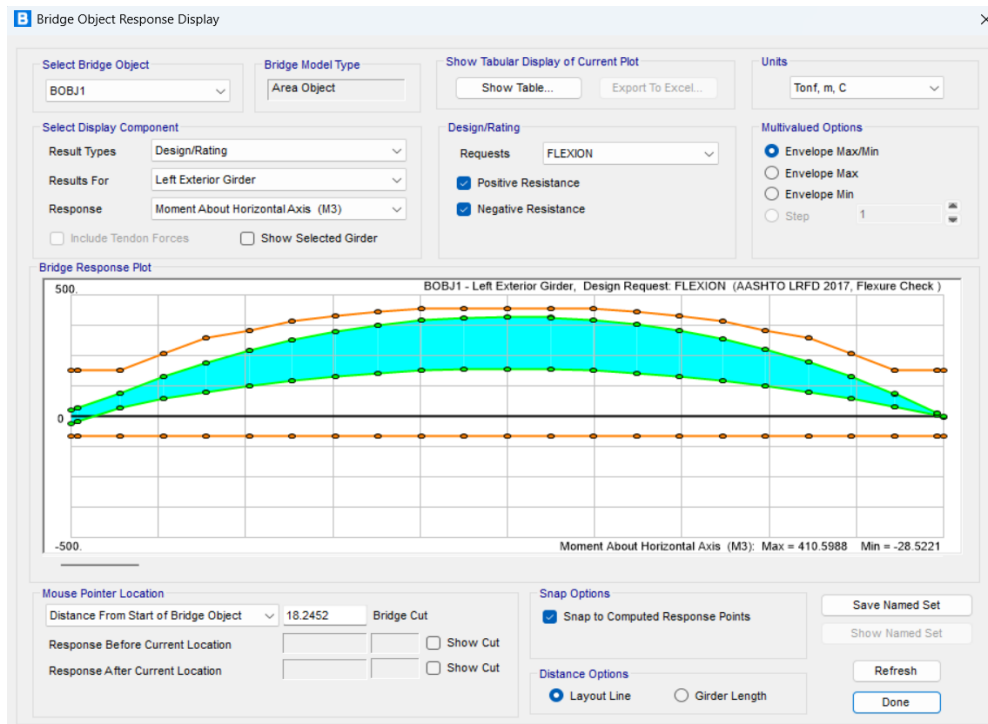 B Bridge Object Response Display
Select Bridge Object
BOBJ1
Bridge Model Type
Area Object
Show Tabular Display of Current Plot
Show Table...
Export To Excel...
Units
Tonf, m, C
Select Display Component
Result Types
Design/Rating
Results For
Left Exterior Girder
Response
Moment About Horizontal Axis (M3)
Include Tendon Forces
Show Selected Girder
Design/Rating
Requests
FLEXION
Positive Resistance
Negative Resistance
Multivalued Options
Envelope Max/Min
Envelope Max
Envelope Min
Step
1
Bridge Response Plot
500.
BOBJ1 - Left Exterior Girder, Design Request: FLEXION (AASHTO LRFD 2017, Flexure Check )
0
-500.
Moment About Horizontal Axis (M3): Max = 410.5988 Min = -28.5221
Mouse Pointer Location
Distance From Start of Bridge Object
18.2452
Bridge Cut
Response Before Current Location
Show Cut
Response After Current Location
Show Cut
Snap Options
Snap to Computed Response Points
Distance Options
Layout Line
Girder Length
Save Named Set
Show Named Set
Refresh
Done